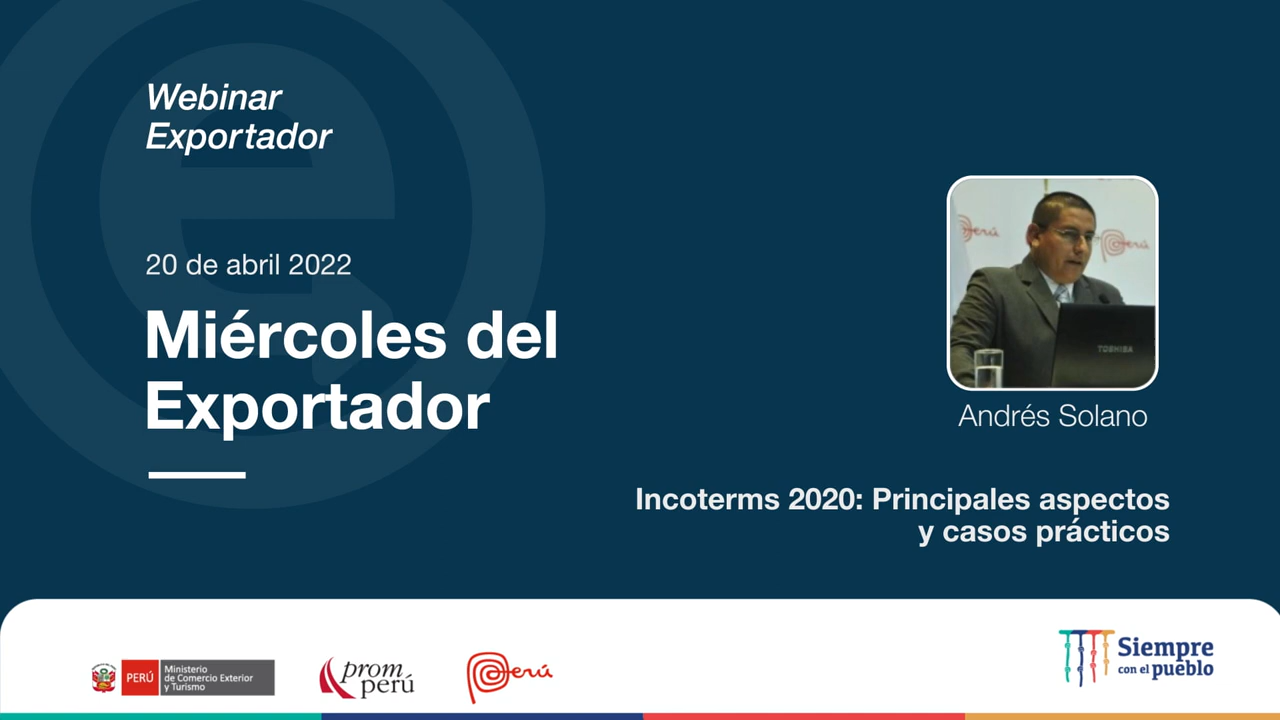 Webinar
Exportador
20 de abril 2022
Miércoles del
Exportador
TOSHIBA
Andrés Solano
Incoterms 2020: Principales aspectos
y casos prácticos
PERÚ
Ministerio
de Comercio Exterior
y Turismo
prom
perú
Perú
Siempre
con el pueblo